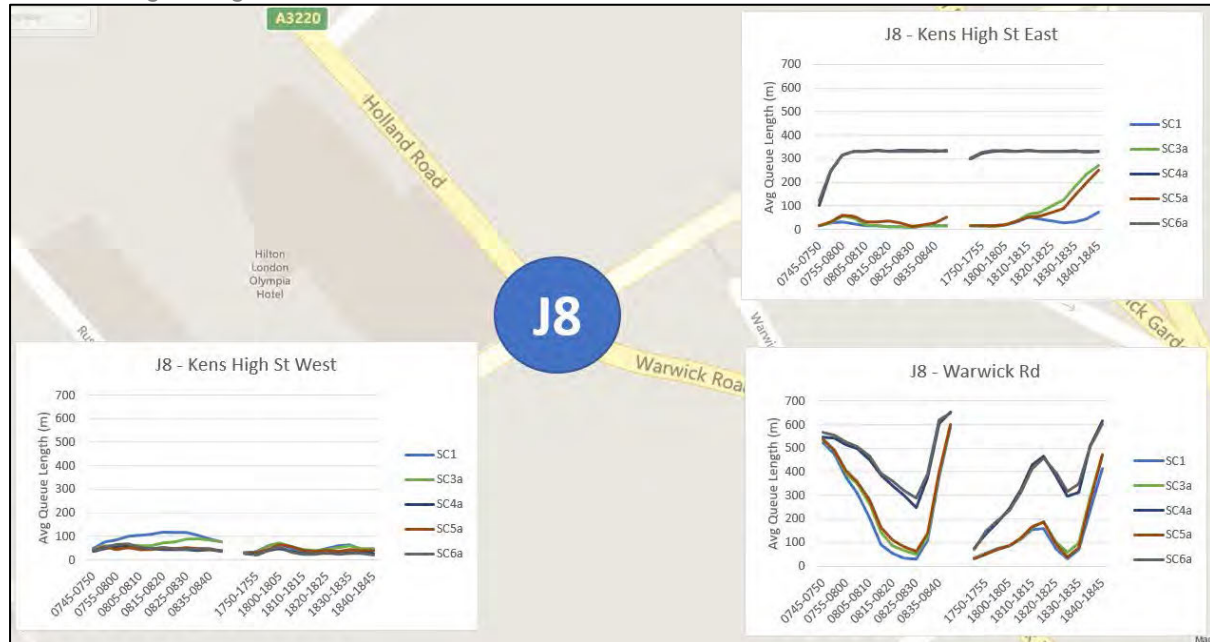 A3220
Holland Road
Hilton
London
Olympia
Hotel
J8
Warwick Road
J8 - Kens High St East
Avg Queue Length (m)
700
600
500
400
300
200
100
0
0745-0750
0755-0800
0805-0810
0815-0820
0825-0830
0835-0840
1750-1755
1800-1805
1810-1815
1820-1825
1830-1835
1840-1845
SC1
SC3a
SC4a
SC5a
SC6a
J8 - Kens High St West
Avg Queue Length (m)
700
600
500
400
300
200
100
0
0745-0750
0755-0800
0805-0810
0815-0820
0825-0830
0835-0840
1750-1755
1800-1805
1810-1815
1820-1825
1830-1835
1840-1845
SC1
SC3a
SC4a
SC5a
SC6a
J8 - Warwick Rd
Avg Queue Length (m)
700
600
500
400
300
200
100
0
0745-0750
0755-0800
0805-0810
0815-0820
0825-0830
0835-0840
1750-1755
1800-1805
1810-1815
1820-1825
1830-1835
1840-1845
SC1
SC3a
SC4a
SC5a
SC6a